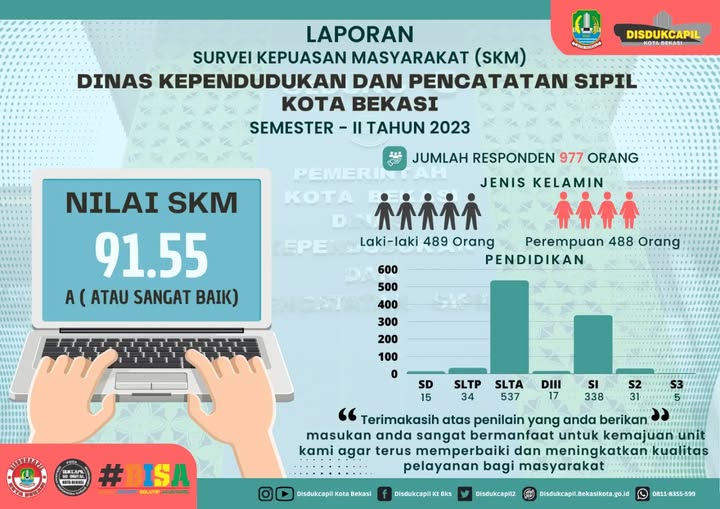 LAPORAN
SURVEI KEPUASAN MASYARAKAT (SKM)
DINAS KEPENDUDUKAN DAN PENCATATAN SIPIL
KOTA BEKASI
SEMESTER - II TAHUN 2023
DISDUKCAPIL
KOTA BEKASI
JUMLAH RESPONDEN 977 ORANG
JENIS KELAMIN
Laki-laki 489 Orang
Perempuan 488 Orang
NILAI SKM
91.55
A ( ATAU SANGAT BAIK)
PEMERINTAH
KOTA BEKASI
PENDIDIKAN
600
500
400
300
200
100
0
SD SLTP SLTA DIII SI S2 S3
15 34 537 17 338 31 5
“ Terimakasih atas penilain yang anda berikan ”
masukan anda sangat bermanfaat untuk kemajuan unit
kami agar terus memperbaiki dan meningkatkan kualitas
pelayanan bagi masyarakat
#BISA
Disdukcapil Kota Bekasi
Disdukcapil Kt Bks
Disdukcapil2
Disdukcapil.Bekasikota.go.id
0811-8355-599